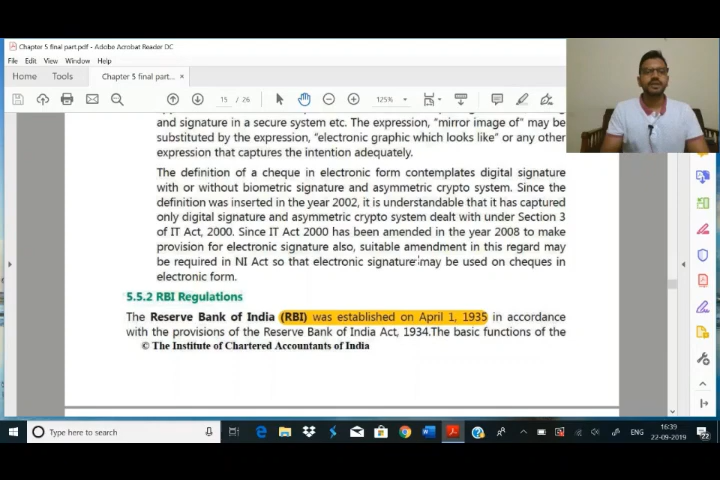 Chapter 5 final part.pdf - Adobe Acrobat Reader DC
File Edit View Window Help
Home Tools Chapter 5 final part... ×
15 / 26 125%
and signature in a secure system etc. The expression, "mirror image of" may be
substituted by the expression, "electronic graphic which looks like" or any other
expression that captures the intention adequately.
The definition of a cheque in electronic form contemplates digital signature
with or without biometric signature and asymmetric crypto system. Since the
definition was inserted in the year 2002, it is understandable that it has captured
only digital signature and asymmetric crypto system dealt with under Section 3
of IT Act, 2000. Since IT Act 2000 has been amended in the year 2008 to make
provision for electronic signature also, suitable amendment in this regard may
be required in NI Act so that electronic signature may be used on cheques in
electronic form.
5.5.2 RBI Regulations
The Reserve Bank of India (RBI) was established on April 1, 1935 in accordance
with the provisions of the Reserve Bank of India Act, 1934.The basic functions of the
© The Institute of Chartered Accountants of India
Type here to search
ENG
16:39
22-09-2019